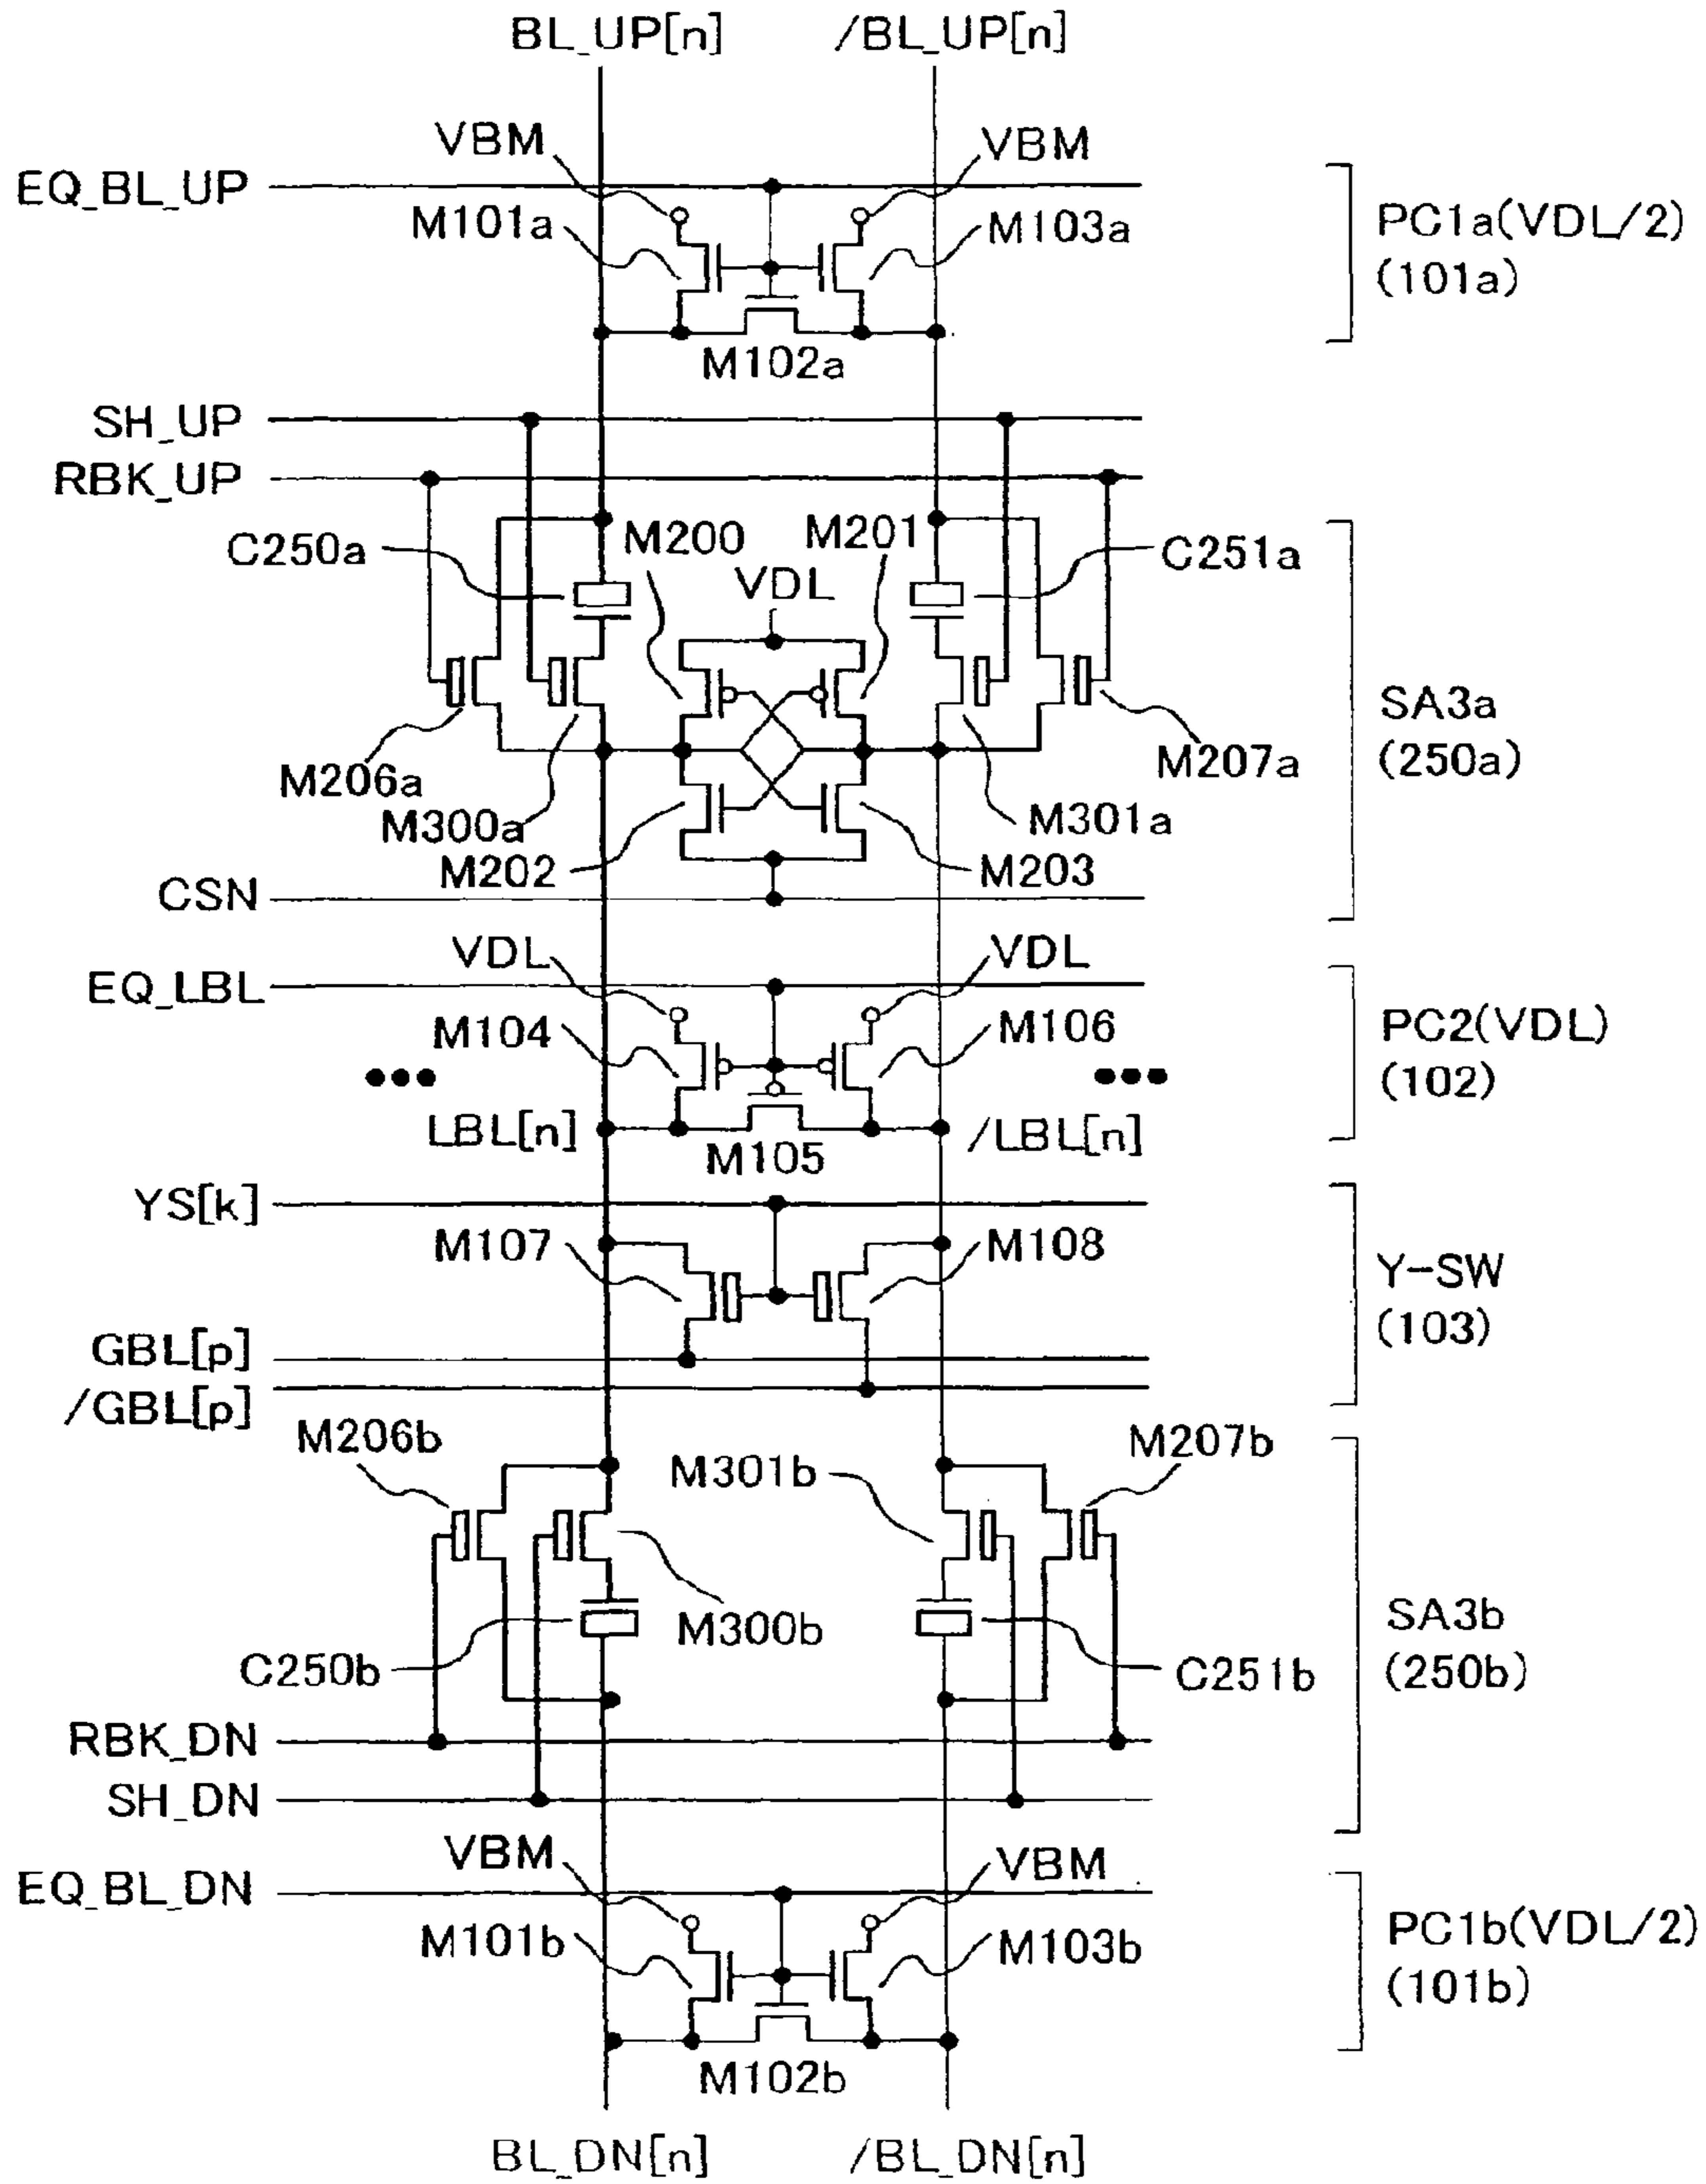 BL_UP[n] /BL_UP[n]
VBM VBM
EQ_BL_UP
M101a M103a
PC1a(VDL/2)
(101a)
M102a
SH_UP
RBK_UP
C250a M200 M201 C251a
VDL
SA3a
(250a)
M206a M207a
M300a M301a
M202 M203
CSN
VDL VDL
EQ_LBL
M104 M106
PC2(VDL)
(102)
LBL[n] /LBL[n]
M105
YS[k]
M107 M108
Y-SW
(103)
GBL[p]
/GBL[p]
M206b M207b
M301b
M300b
C250b C251b
SA3b
(250b)
RBK_DN
SH_DN
VBM VBM
EQ_BL_DN
M101b M103b
PC1b(VDL/2)
(101b)
M102b
BL_DN[n] /BL_DN[n]